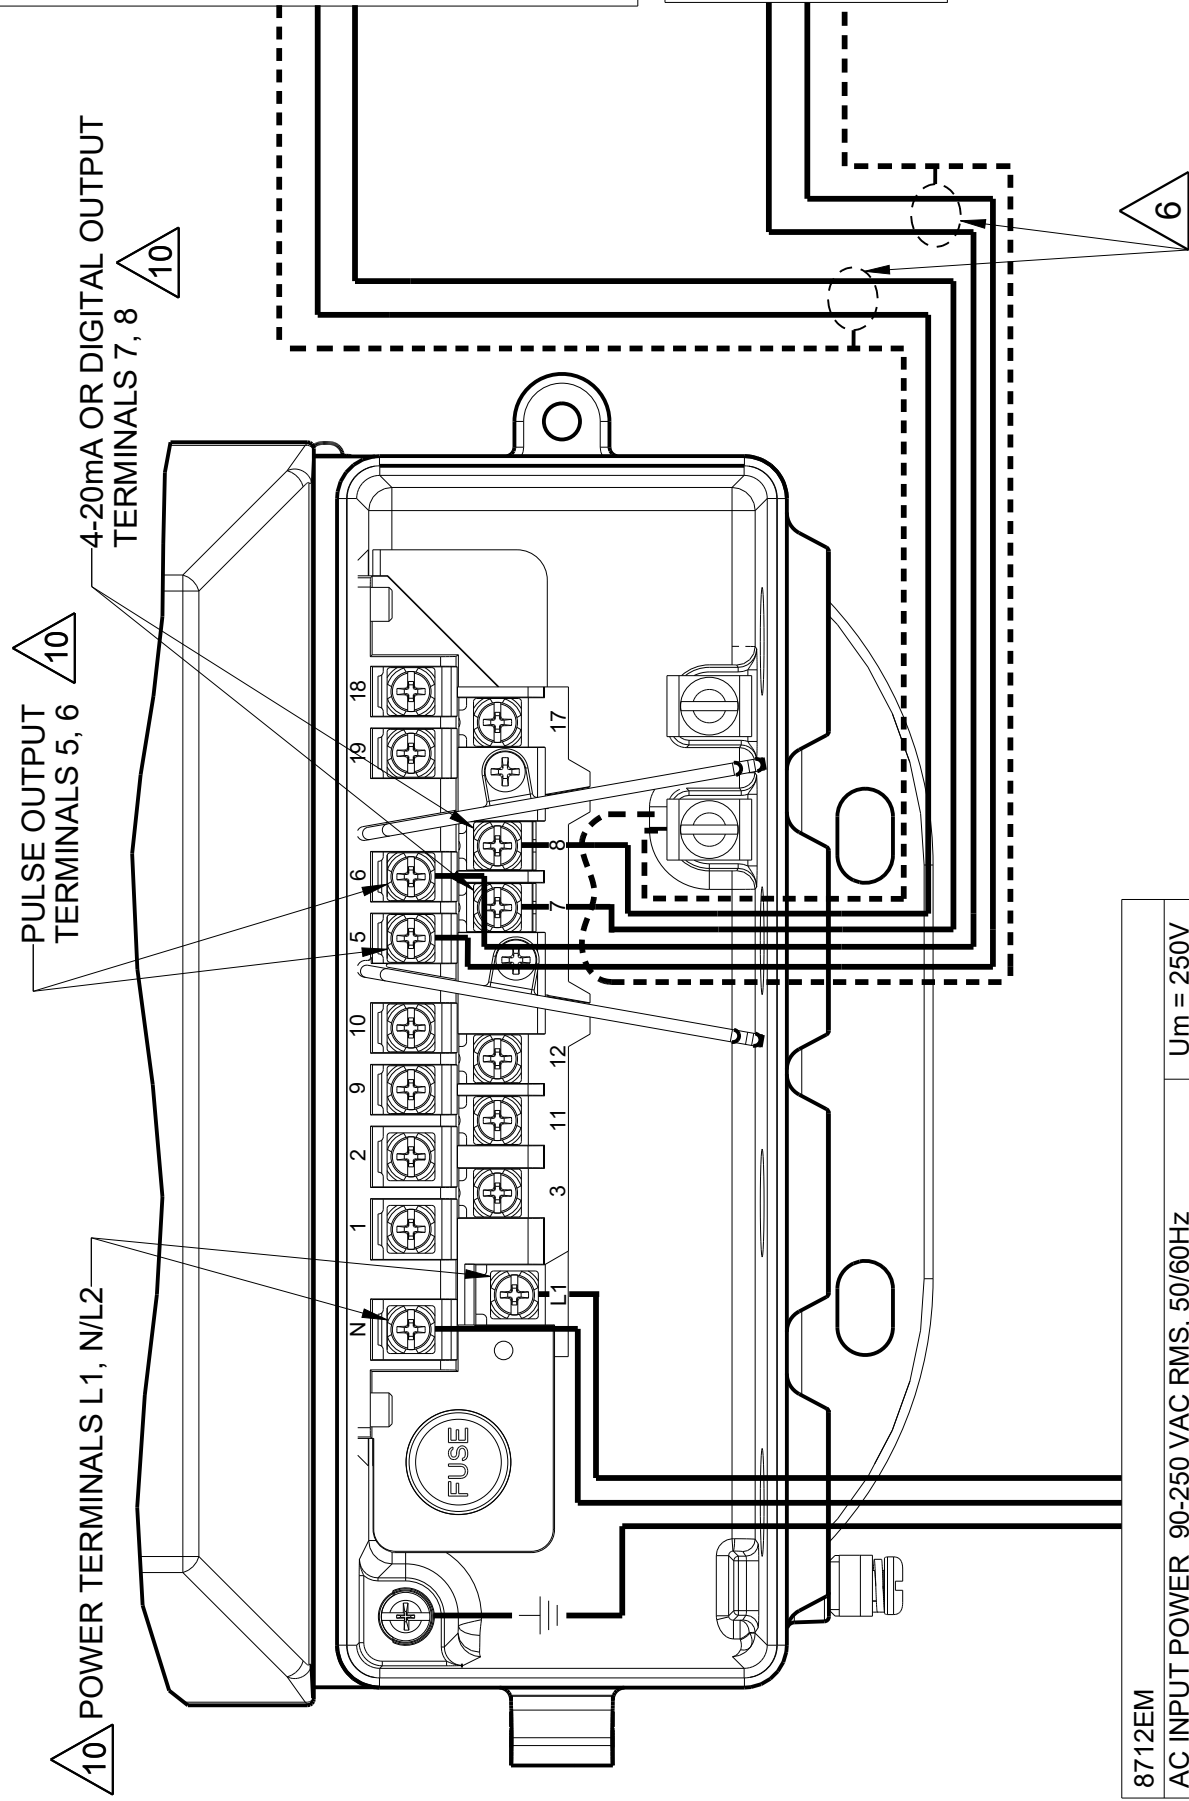 10 POWER TERMINALS L1, N/L2
PULSE OUTPUT
TERMINALS 5, 6
10
4-20mA OR DIGITAL OUTPUT
TERMINALS 7, 8
10
N
1
2
9
10
5
6
19
18
L1
3
11
12
7
8
17
FUSE
6
8712EM
AC INPUT POWER 90-250 VAC RMS, 50/60Hz
Um = 250V